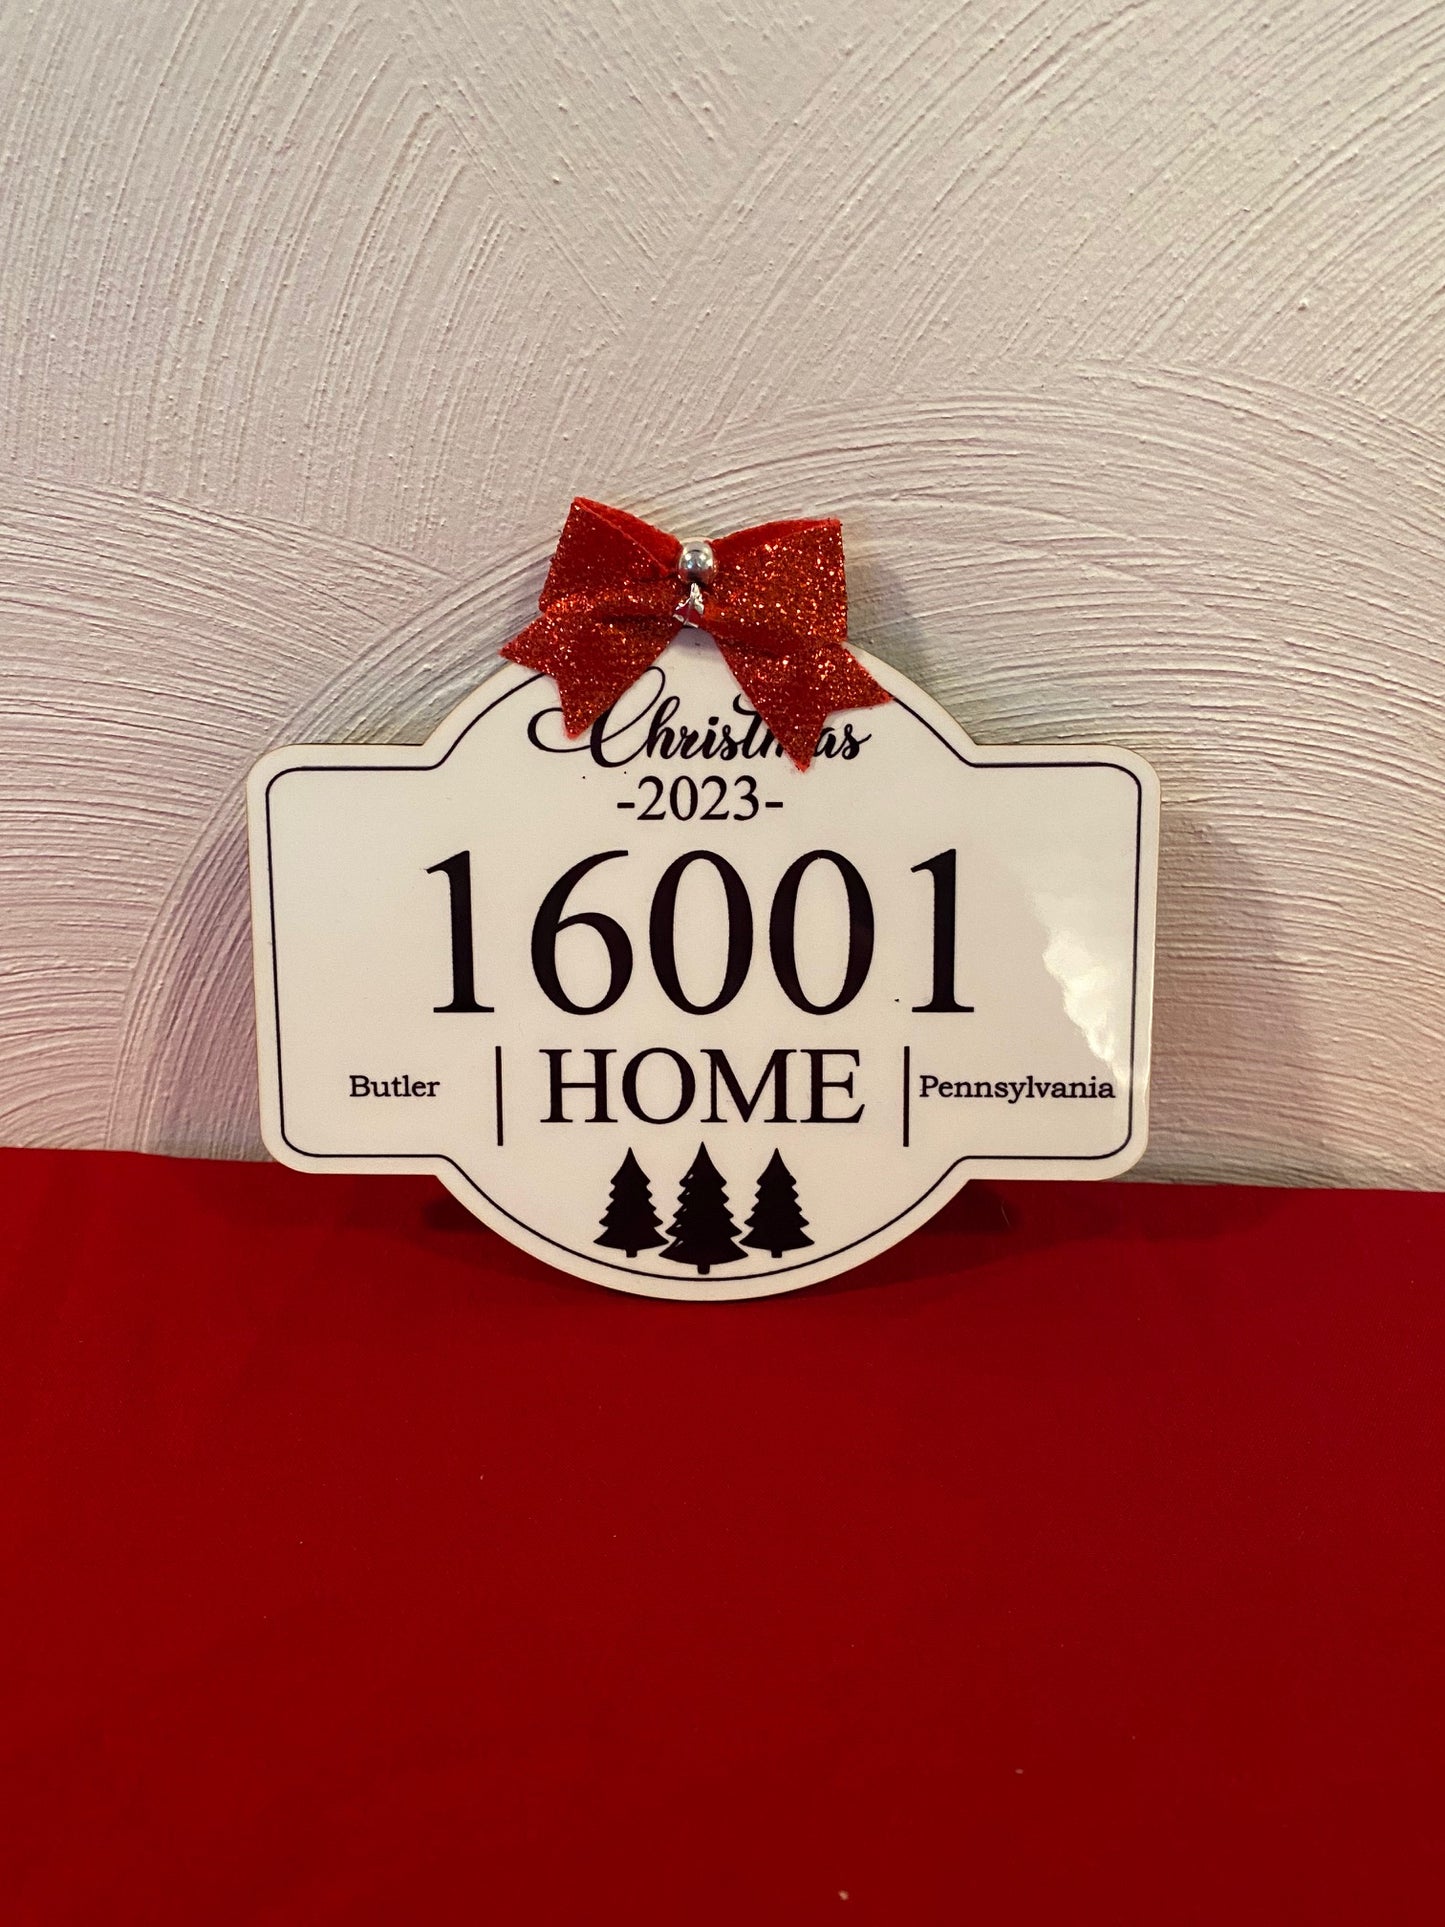 Christmas
-2023-
16001
Butler | HOME | Pennsylvania